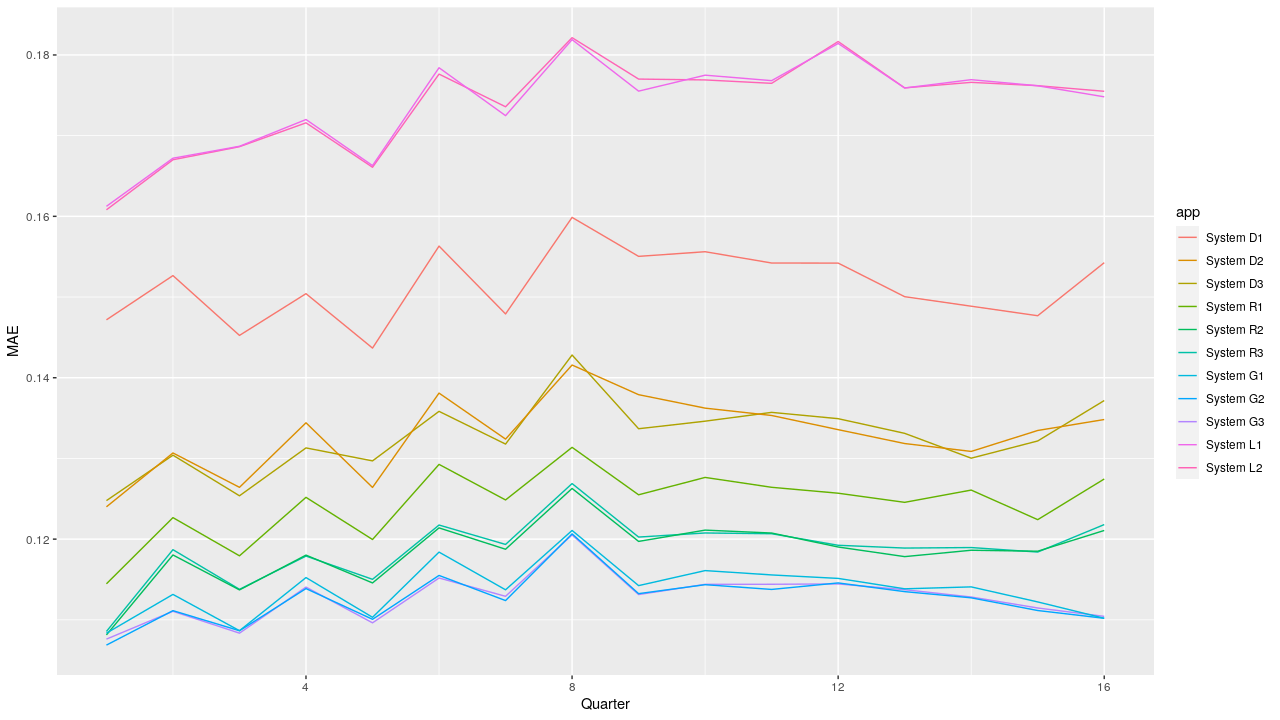 0.18
0.16
0.14
0.12
MAE
4
8
12
16
Quarter
app
System D1
System D2
System D3
System R1
System R2
System R3
System G1
System G2
System G3
System L1
System L2